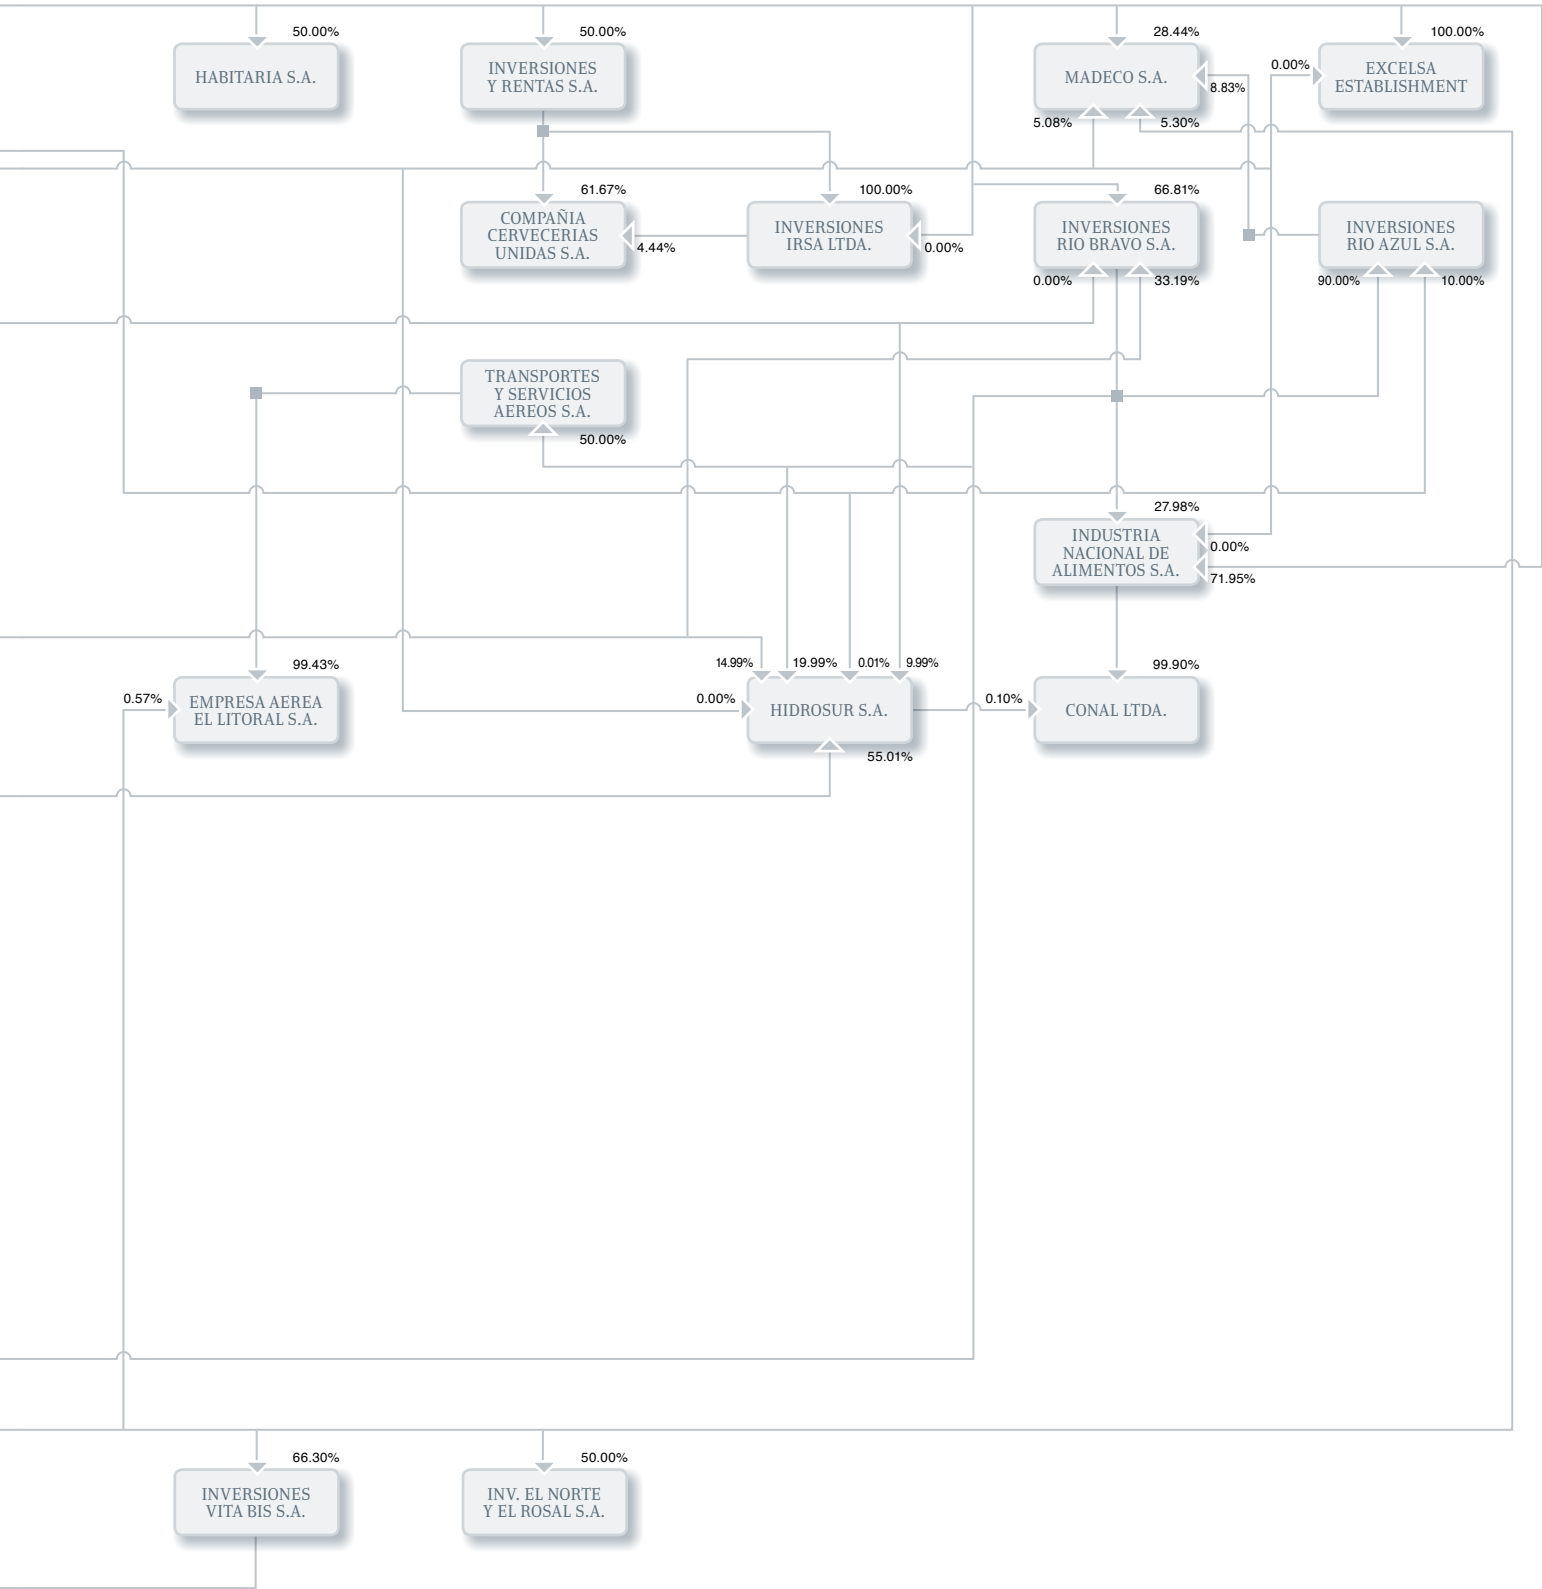 50.00%
50.00%
28.44%
100.00%
HABITARIA S.A.
INVERSIONES
Y RENTAS S.A.
MADECO S.A.
8.83%
0.00%
EXCELSA
ESTABLISHMENT
5.08%
5.30%
61.67%
100.00%
66.81%
COMPAÑIA
CERVECERIAS
UNIDAS S.A.
4.44%
INVERSIONES
IRSA LTDA.
0.00%
INVERSIONES
RIO BRAVO S.A.
INVERSIONES
RIO AZUL S.A.
0.00%
33.19%
90.00%
10.00%
TRANSPORTES
Y SERVICIOS
AEREOS S.A.
50.00%
27.98%
INDUSTRIA
NACIONAL DE
ALIMENTOS S.A.
0.00%
71.95%
99.43%
14.99%
19.99%
0.01%
9.99%
99.90%
0.57%
EMPRESA AEREA
EL LITORAL S.A.
0.00%
HIDROSUR S.A.
0.10%
CONAL LTDA.
55.01%
66.30%
50.00%
INVERSIONES
VITA BIS S.A.
INV. EL NORTE
Y EL ROSAL S.A.